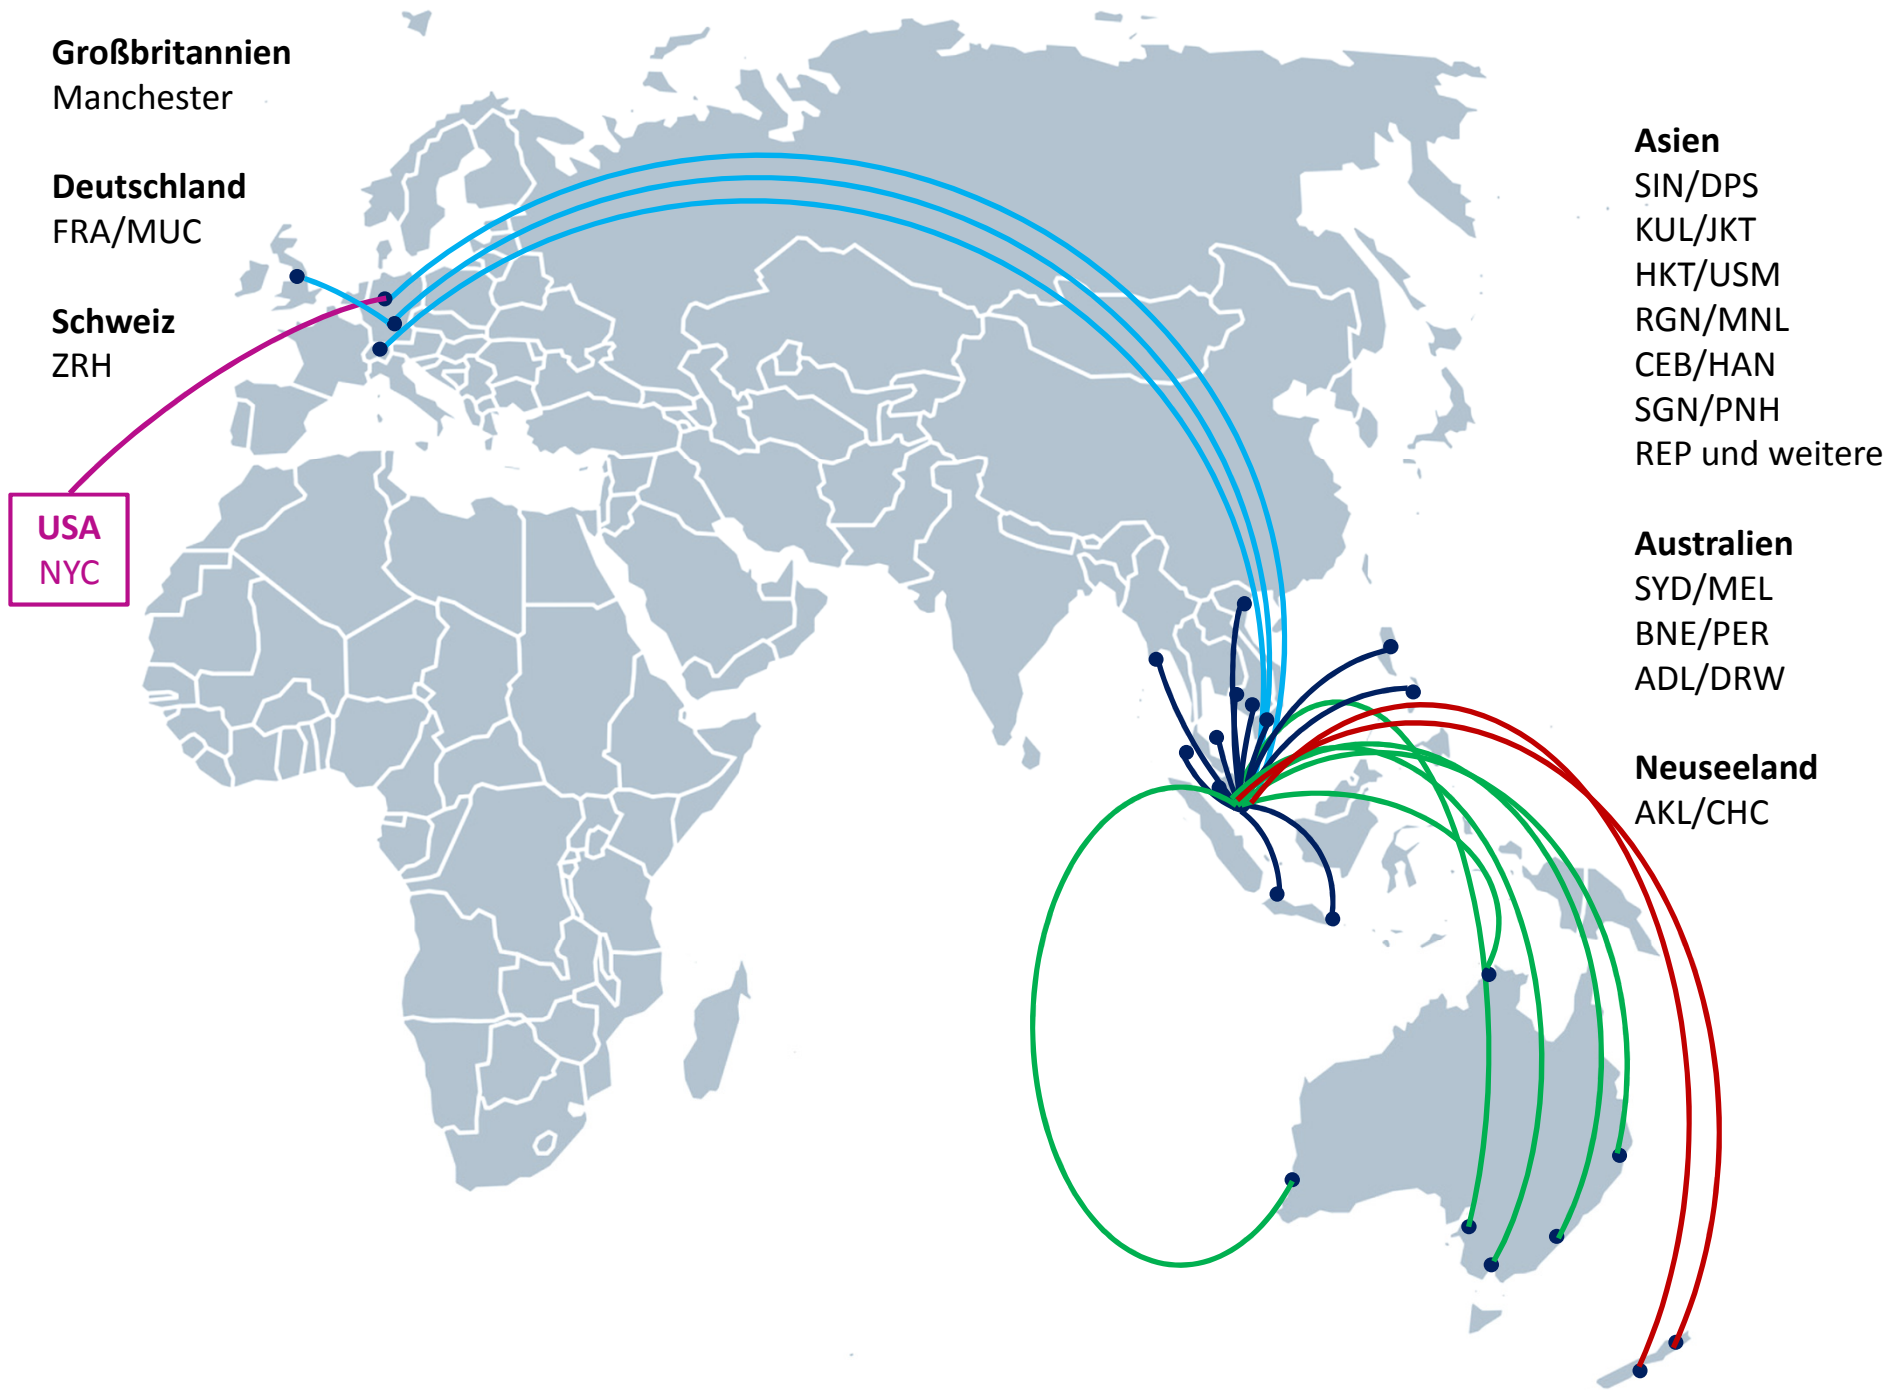 Großbritannien
Manchester
Deutschland
FRA/MUC
Schweiz
ZRH
USA
NYC
Asien
SIN/DPS
KUL/JKT
HKT/USM
RGN/MNL
CEB/HAN
SGN/PNH
REP und weitere
Australien
SYD/MEL
BNE/PER
ADL/DRW
Neuseeland
AKL/CHC